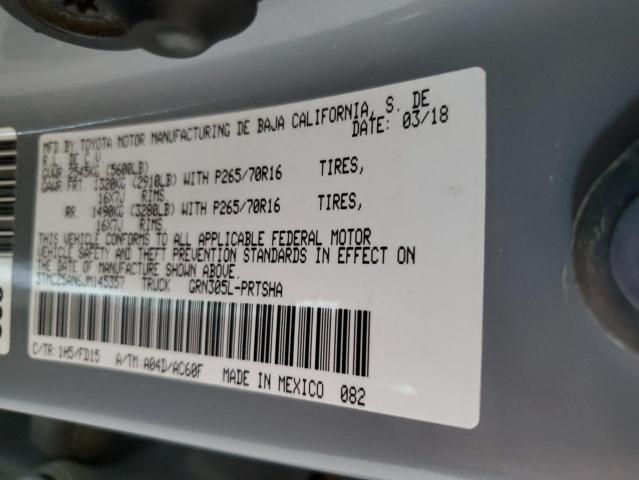 MFD.BY:TOYOTA MOTOR MANUFACTURING DE BAJA CALIFORNIA, S. DE
R.L. DE C.V. DATE: 03/18
GVWR 2545KG (5600LB)
GAWR FRT. 1320KG (2910LB) WITH P265/70R16 TIRES,
16X7J RIMS
RR. 1490KG (3280LB) WITH P265/70R16 TIRES,
16X7J RIMS
THIS VEHICLE CONFORMS TO ALL APPLICABLE FEDERAL MOTOR
VEHICLE SAFETY AND THEFT PREVENTION STANDARDS IN EFFECT ON
THE DATE OF MANUFACTURE SHOWN ABOVE.
TRUCK GRN305L-PRTSHA
C/TR:1H5/FD15 A/TM:A04D/AC60F MADE IN MEXICO 082